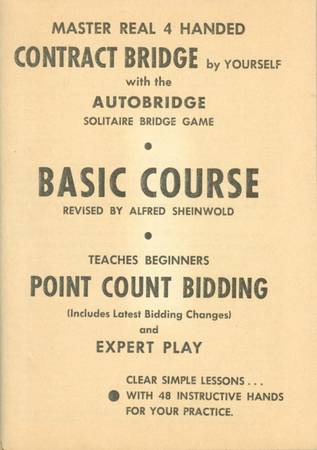 MASTER REAL 4 HANDED
CONTRACT BRIDGE by YOURSELF
with the
AUTOBRIDGE
SOLITAIRE BRIDGE GAME
•
BASIC COURSE
REVISED BY ALFRED SHEINWOLD
•
TEACHES BEGINNERS
POINT COUNT BIDDING
(Includes Latest Bidding Changes)
and
EXPERT PLAY
CLEAR SIMPLE LESSONS . . .
● WITH 48 INSTRUCTIVE HANDS
FOR YOUR PRACTICE.